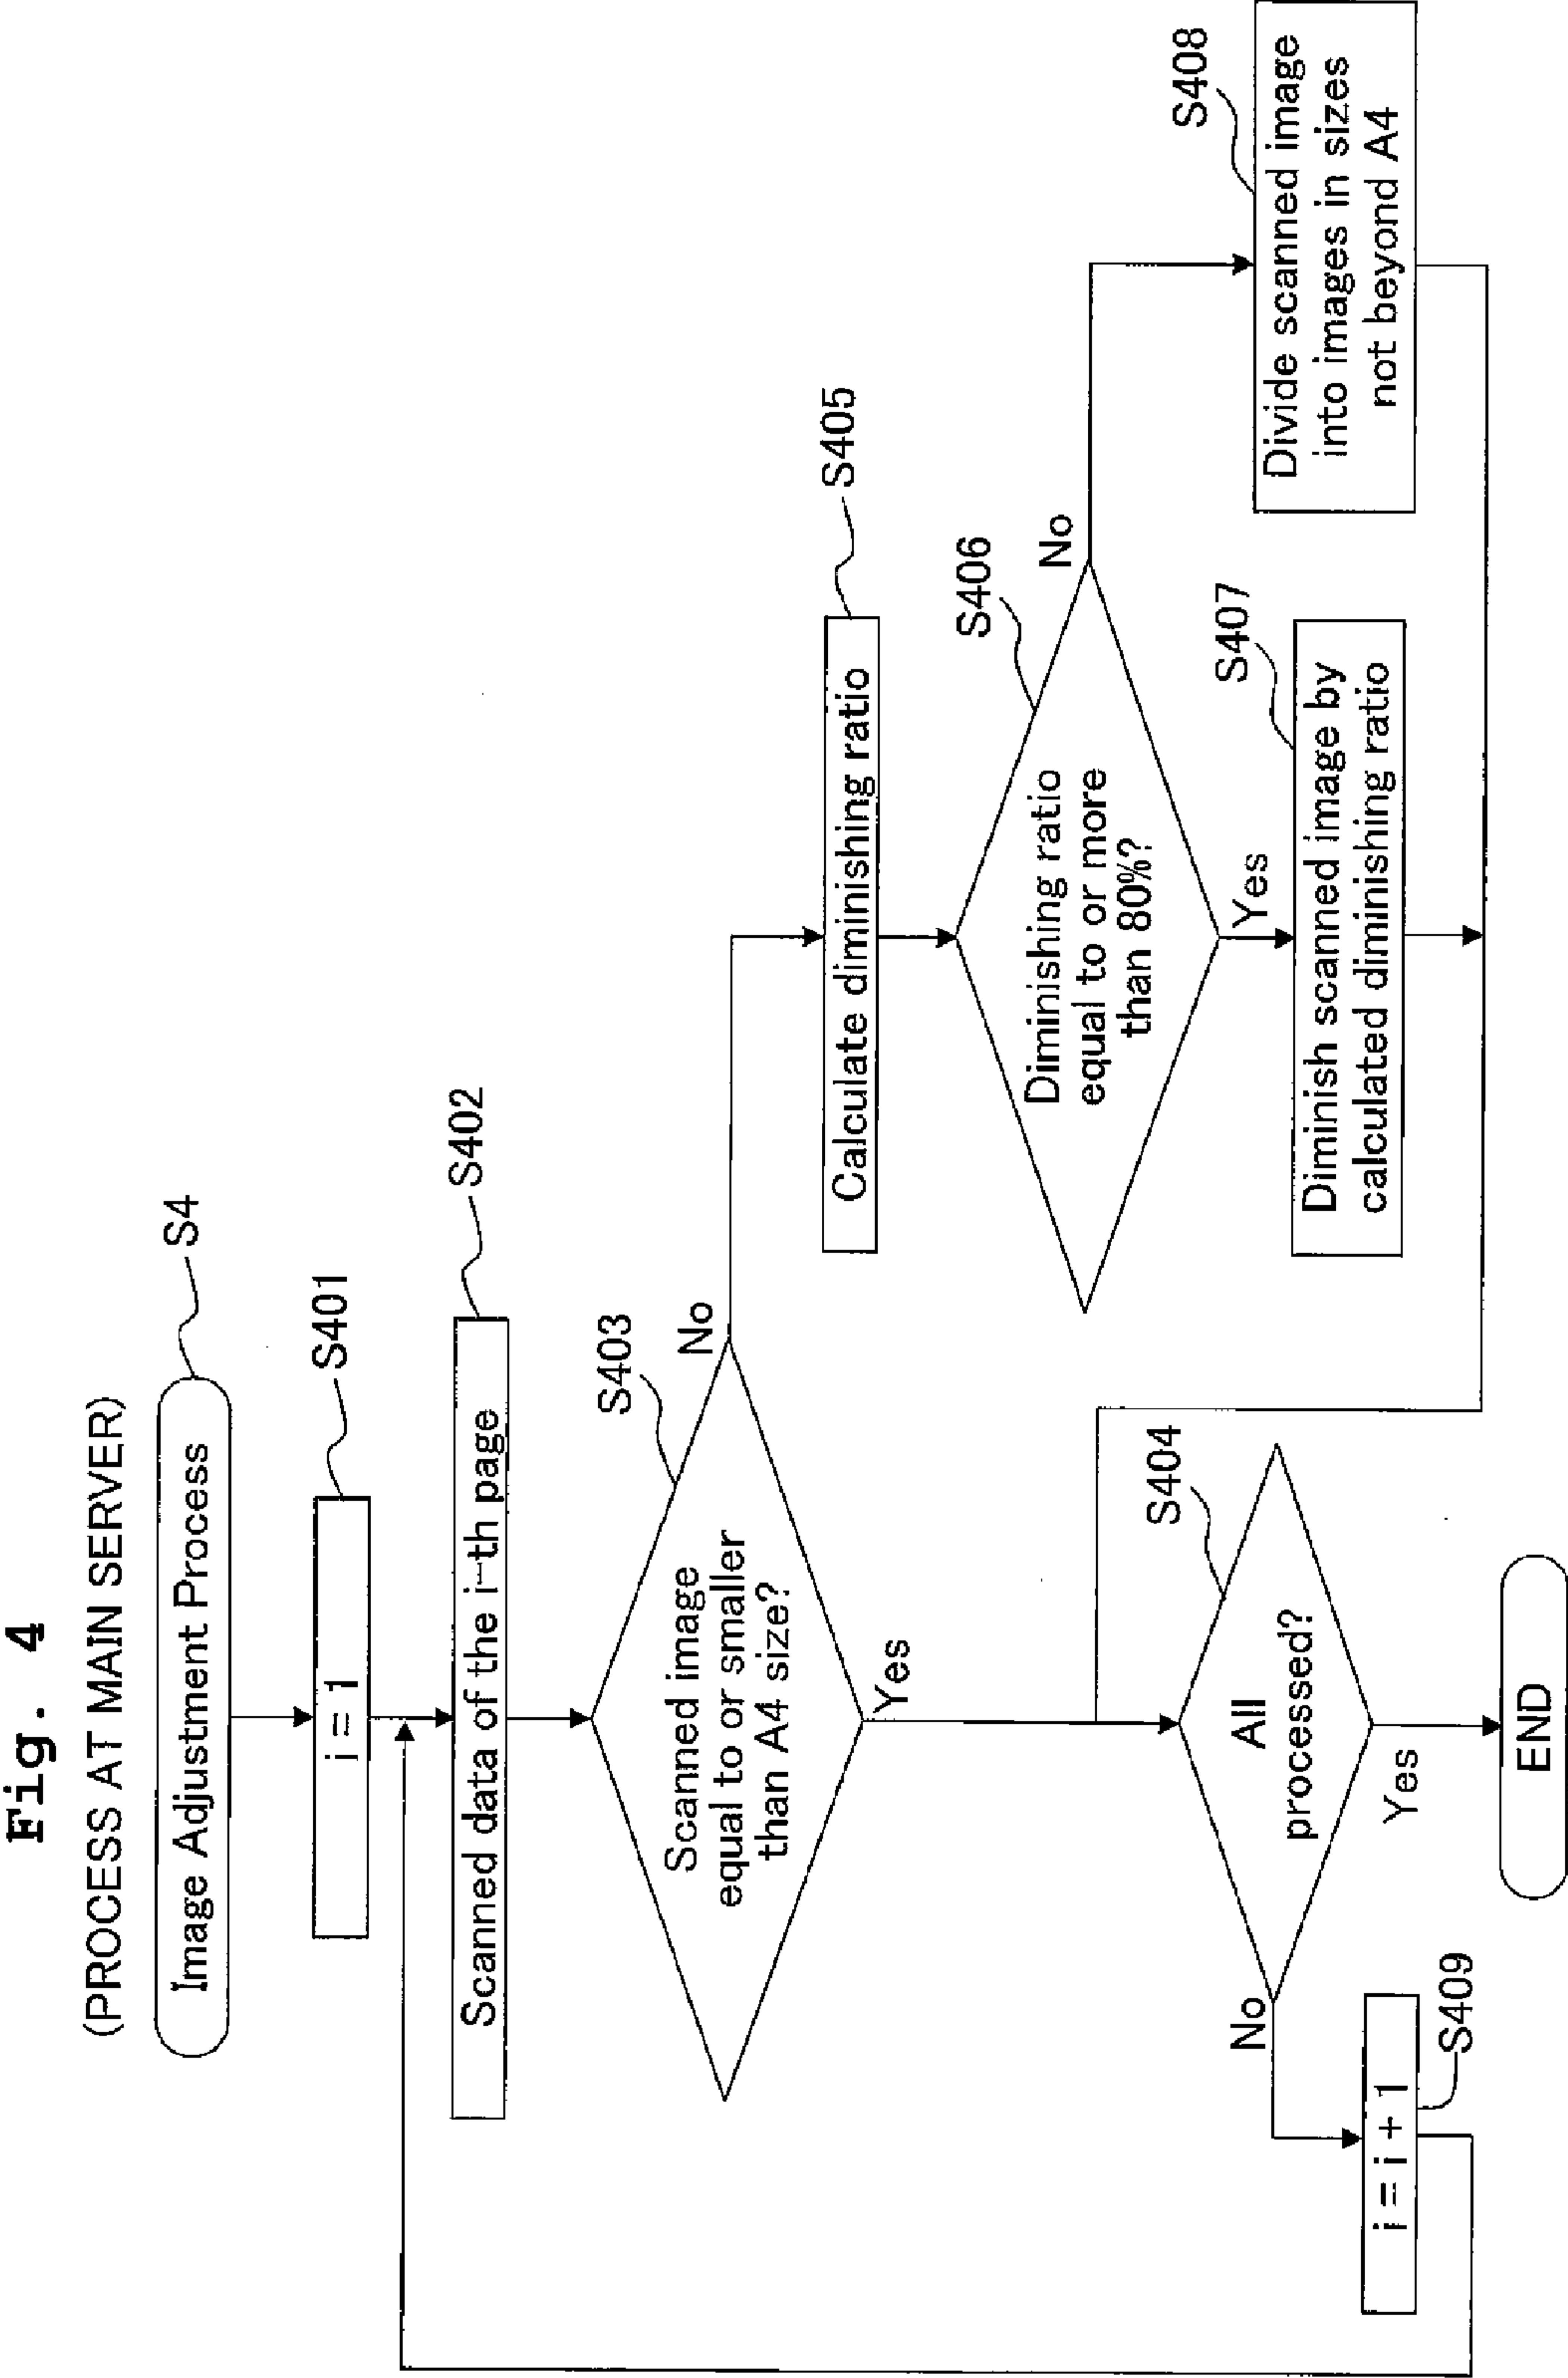 Fig. 4
(PROCESS AT MAIN SERVER)
Image Adjustment Process
S4
i = 1
S401
Scanned data of the i-th page
S402
Scanned image
equal to or smaller
than A4 size?
S403
No
Yes
Calculate diminishing ratio
S405
Diminishing ratio
equal to or more
than 80%?
S406
No
Yes
Diminish scanned image by
calculated diminishing ratio
S407
Divide scanned image
into images in sizes
not beyond A4
S408
All
processed?
S404
No
Yes
i = i + 1
S409
END